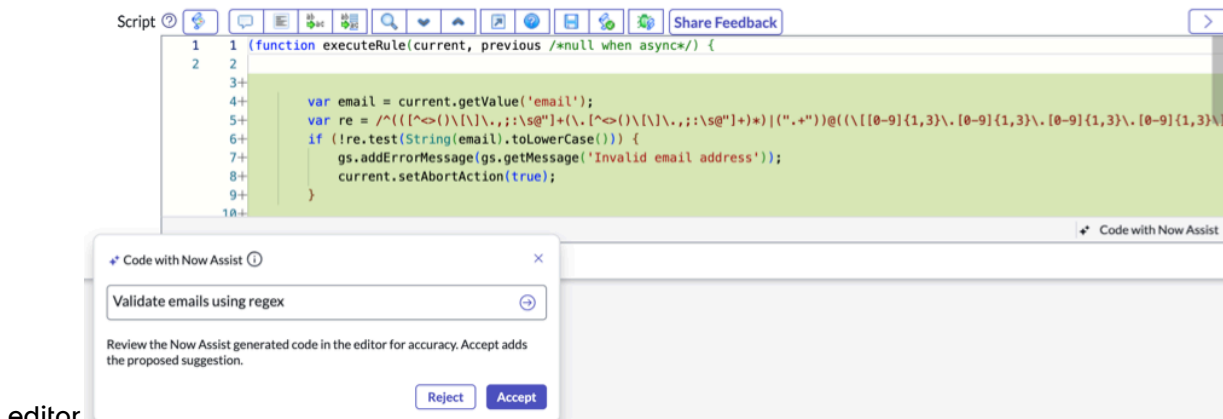 Script
Share Feedback
1 1 (function executeRule(current, previous /*null when async*/) {
2 2
3+
4+ var email = current.getValue('email');
5+ var re = /^(([^<>()\[\]\.,;:\s@"]+(\.[^<>()\[\]\.,;:\s@"]+)*)|(".+"))@((\[[0-9]{1,3}\.[0-9]{1,3}\.[0-9]{1,3}\.[0-9]{1,3}\
6+ if (!re.test(String(email).toLowerCase())) {
7+ gs.addErrorMessage(gs.getMessage('Invalid email address'));
8+ current.setAbortAction(true);
9+ }
10+
Code with Now Assist
Code with Now Assist
Validate emails using regex
Review the Now Assist generated code in the editor for accuracy. Accept adds
the proposed suggestion.
Reject Accept
editor